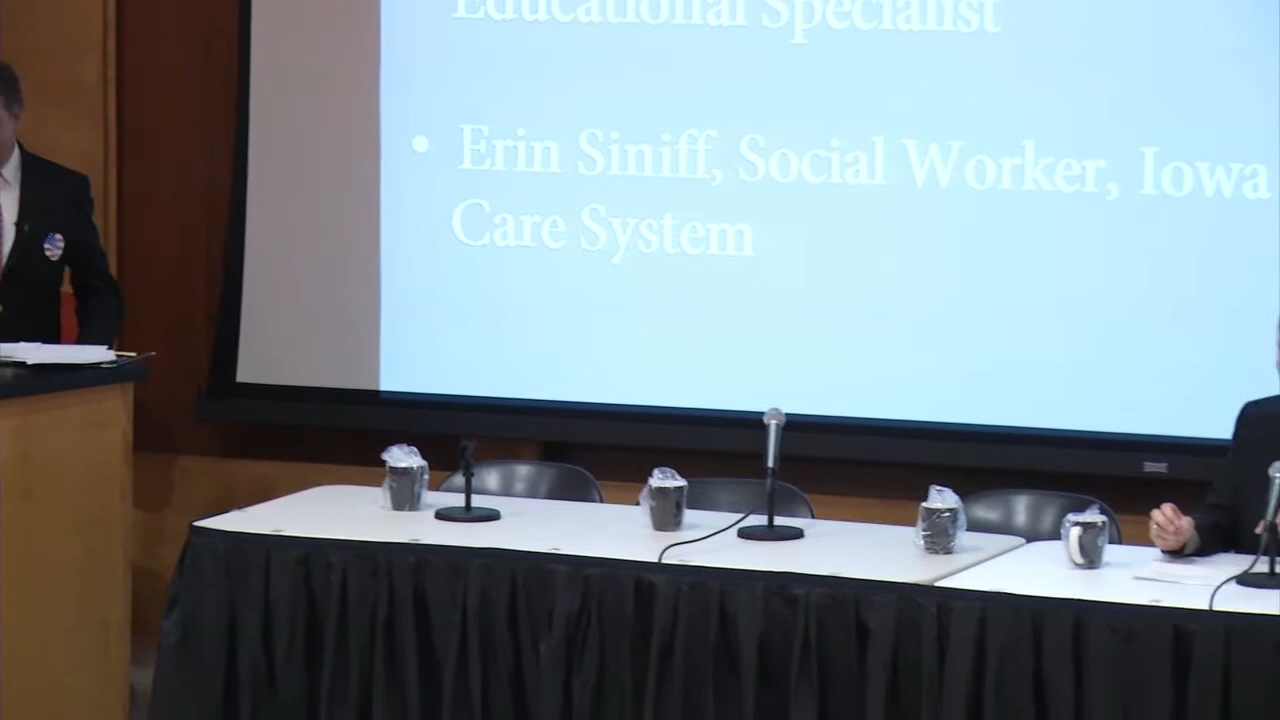 Educational Specialist
• Erin Siniff, Social Worker, Iowa
Care System